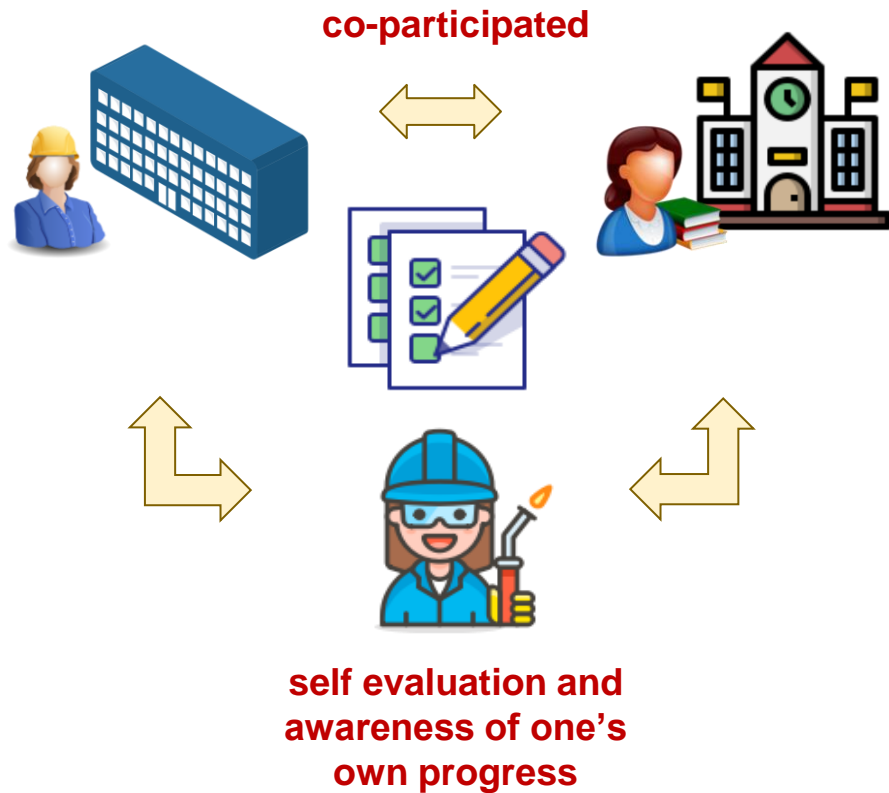 co-participated
self evaluation and
awareness of one's
own progress